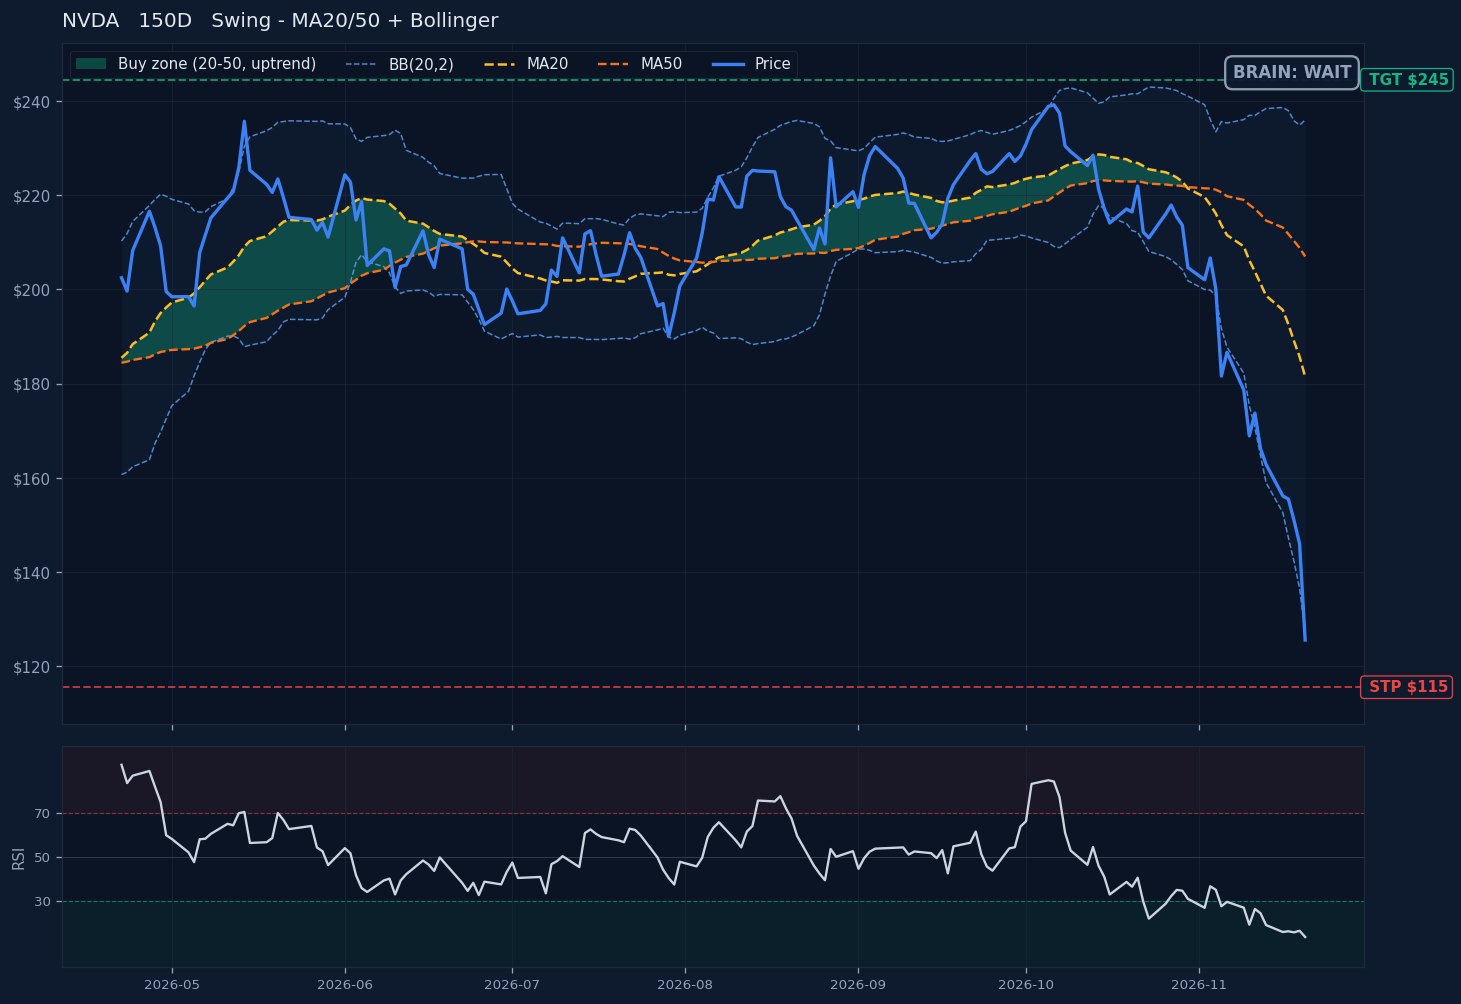 NVDA 150D Swing - MA20/50 + Bollinger
Buy zone (20-50, uptrend) BB(20,2) MA20 MA50 Price
BRAIN: WAIT
TGT $245
$240
$220
$200
$180
$160
$140
$120
STP $115
RSI
70
50
30
2026-05 2026-06 2026-07 2026-08 2026-09 2026-10 2026-11